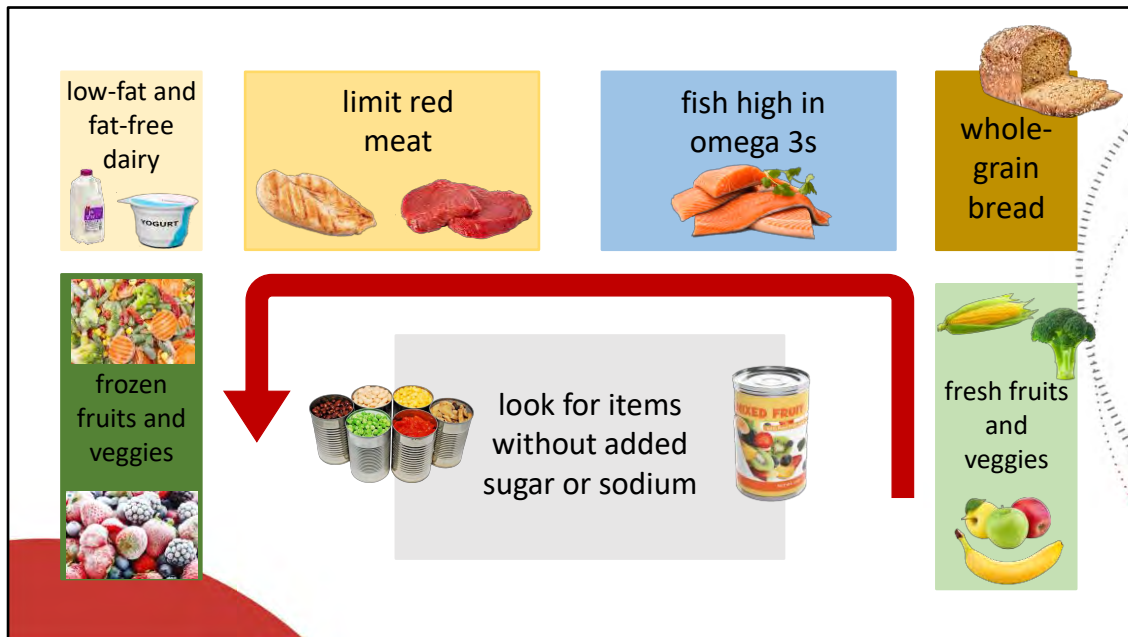 low-fat and
fat-free
dairy
YOGURT
limit red
meat
fish high in
omega 3s
whole-
grain
bread
frozen
fruits and
veggies
look for items
without added
sugar or sodium
MIXED FRUIT
fresh fruits
and
veggies